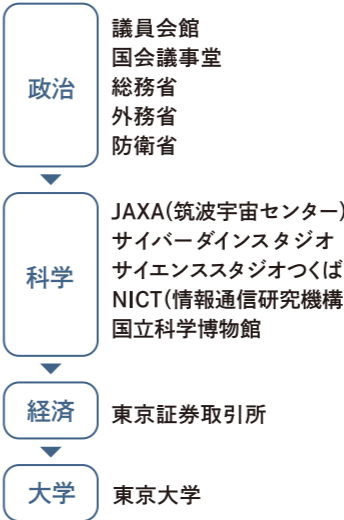 政治
議員会館
国会議事堂
総務省
外務省
防衛省
科学
JAXA(筑波宇宙センター)
サイバーダインスタジオ
サイエンススタジオつくば
NICT(情報通信研究機構
国立科学博物館
経済
東京証券取引所
大学
東京大学